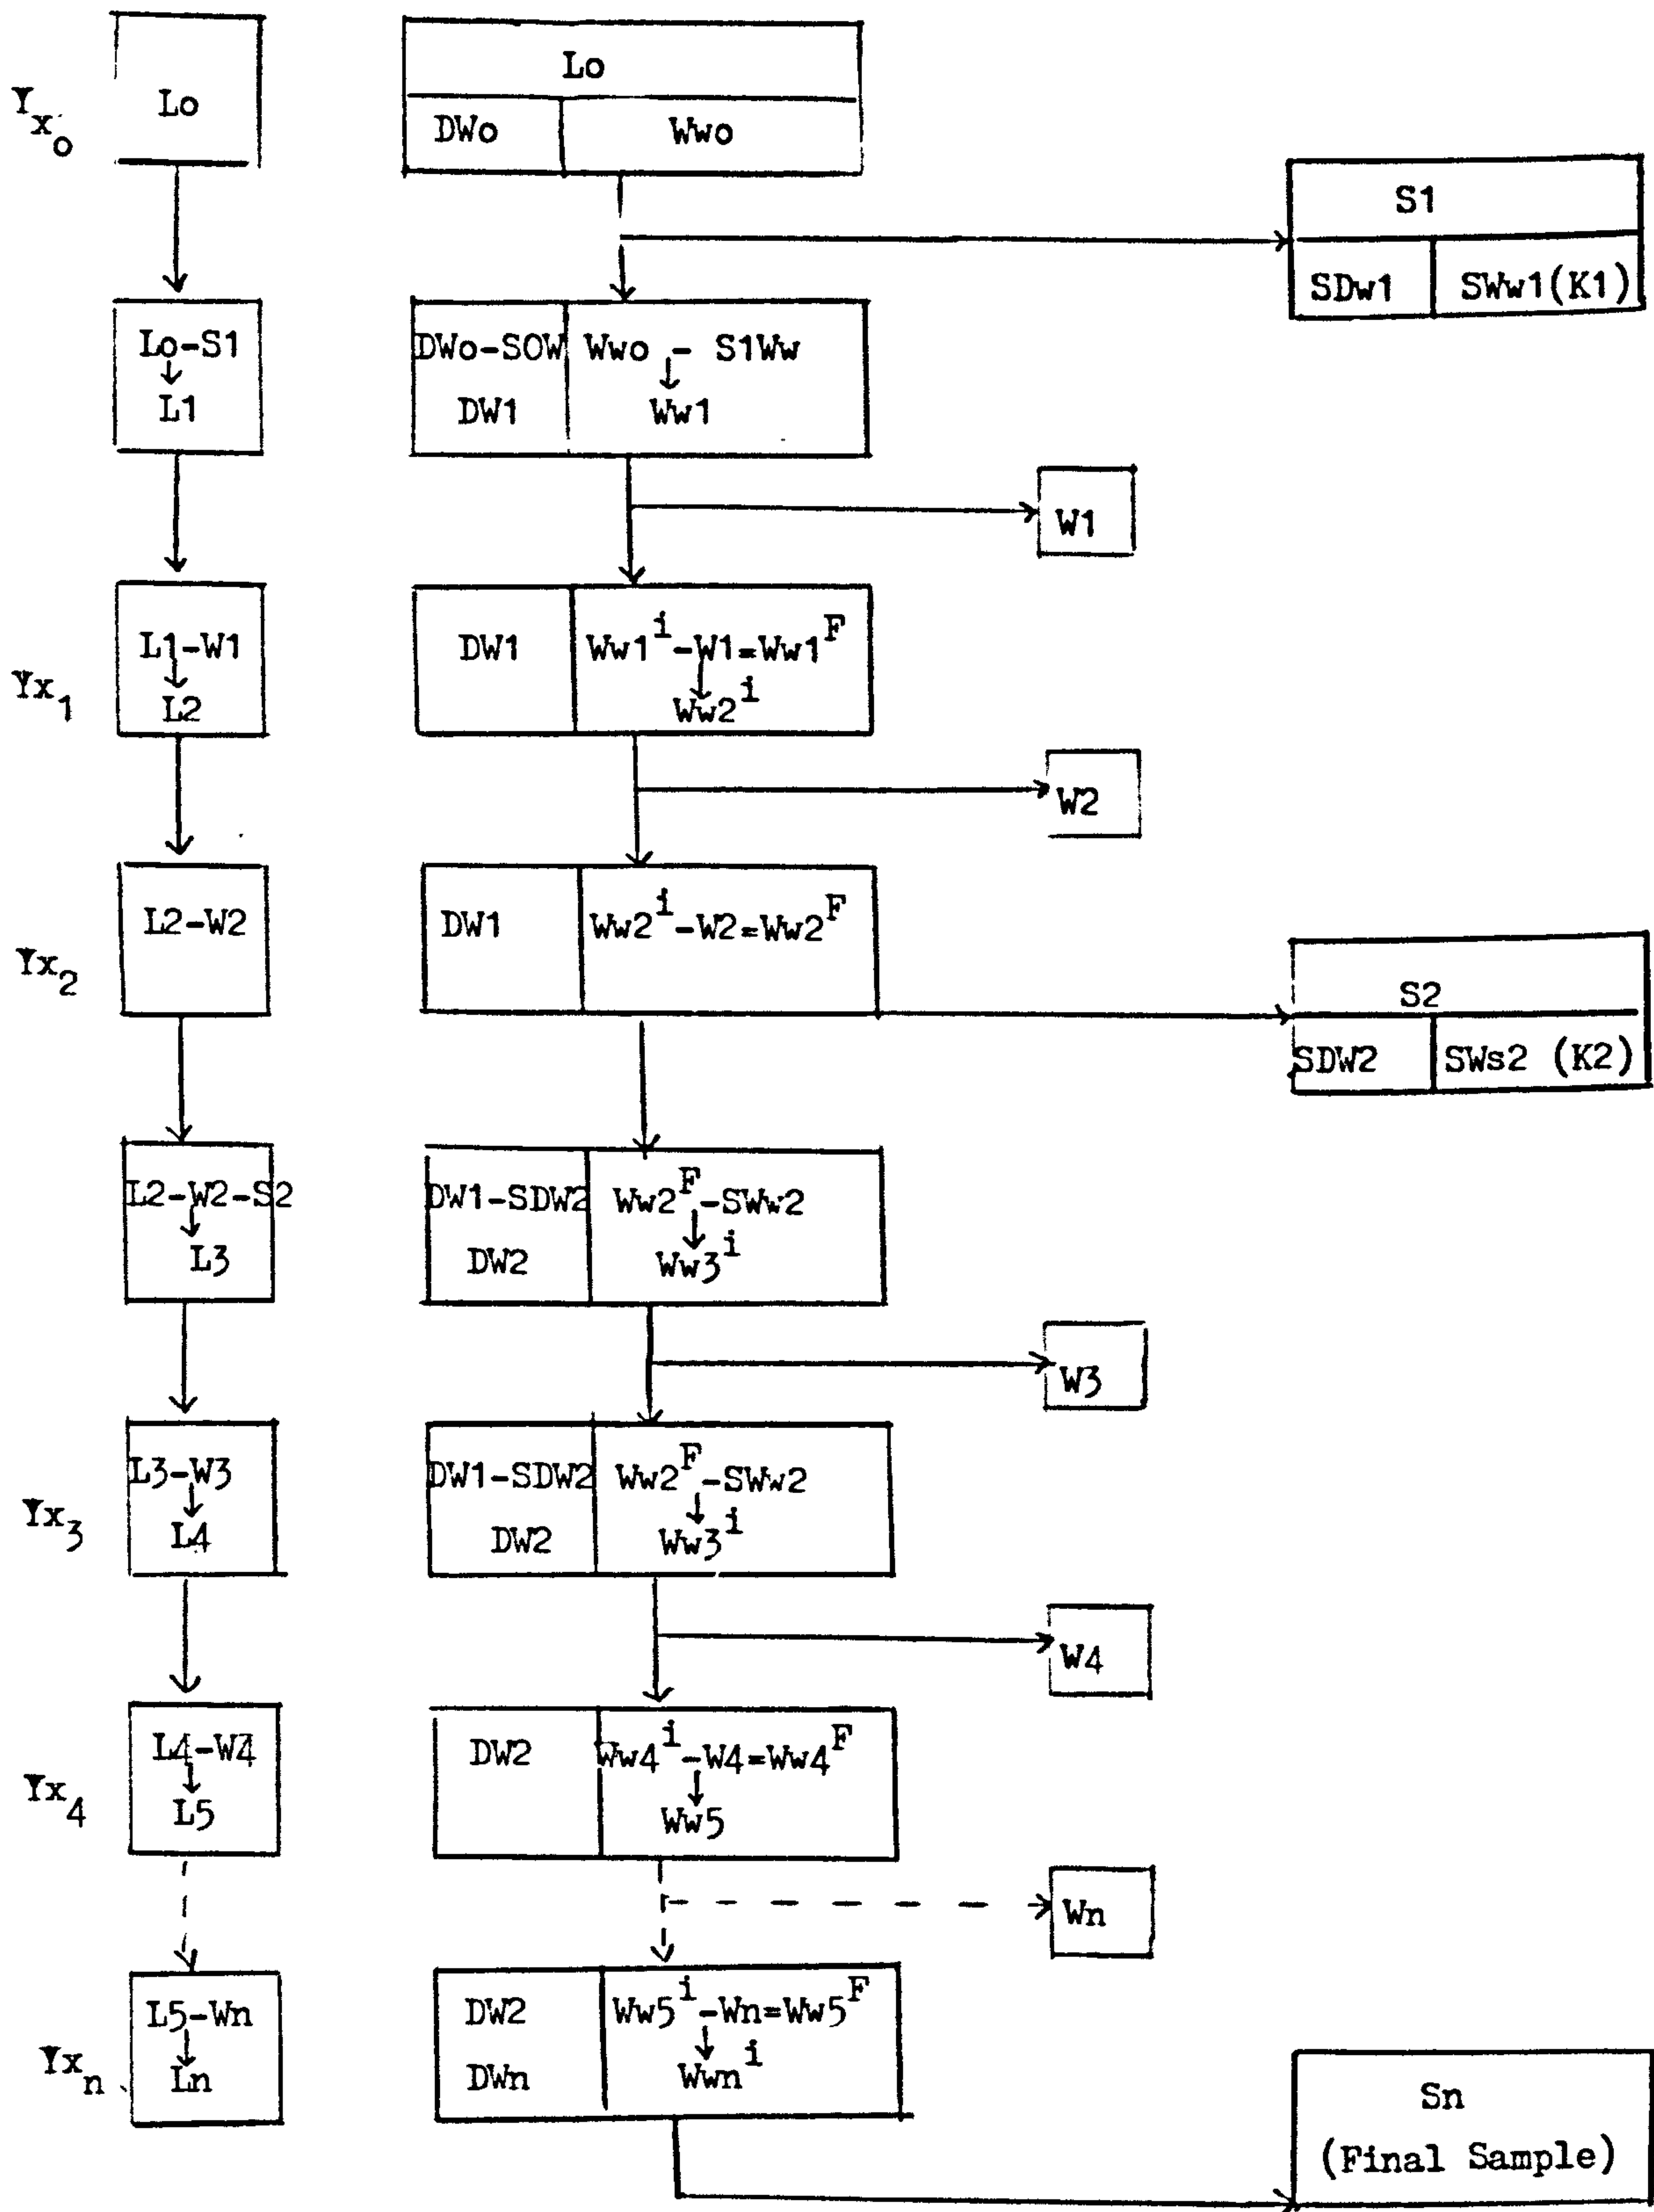 Lo
Lo
Yxo
DWo
Wwo
S1
SDw1
SWw1(K1)
Lo-S1
DWo-SOW
Wwo - S1Ww
L1
DW1
Ww1
W1
L1-W1
DW1
Ww1i-W1=Ww1F
Yx1
L2
Ww2i
W2
L2-W2
DW1
Ww2i-W2=Ww2F
Yx2
S2
SDW2
SWs2 (K2)
L2-W2-S2
DW1-SDW2
Ww2F-SWw2
L3
DW2
Ww3i
W3
L3-W3
DW1-SDW2
Ww2F-SWw2
Yx3
L4
DW2
Ww3i
W4
L4-W4
DW2
Ww4i-W4=Ww4F
Yx4
L5
Ww5
Wn
L5-Wn
DW2
Ww5i-Wn=Ww5F
Yxn
Ln
DWn
Wwni
Sn
(Final Sample)